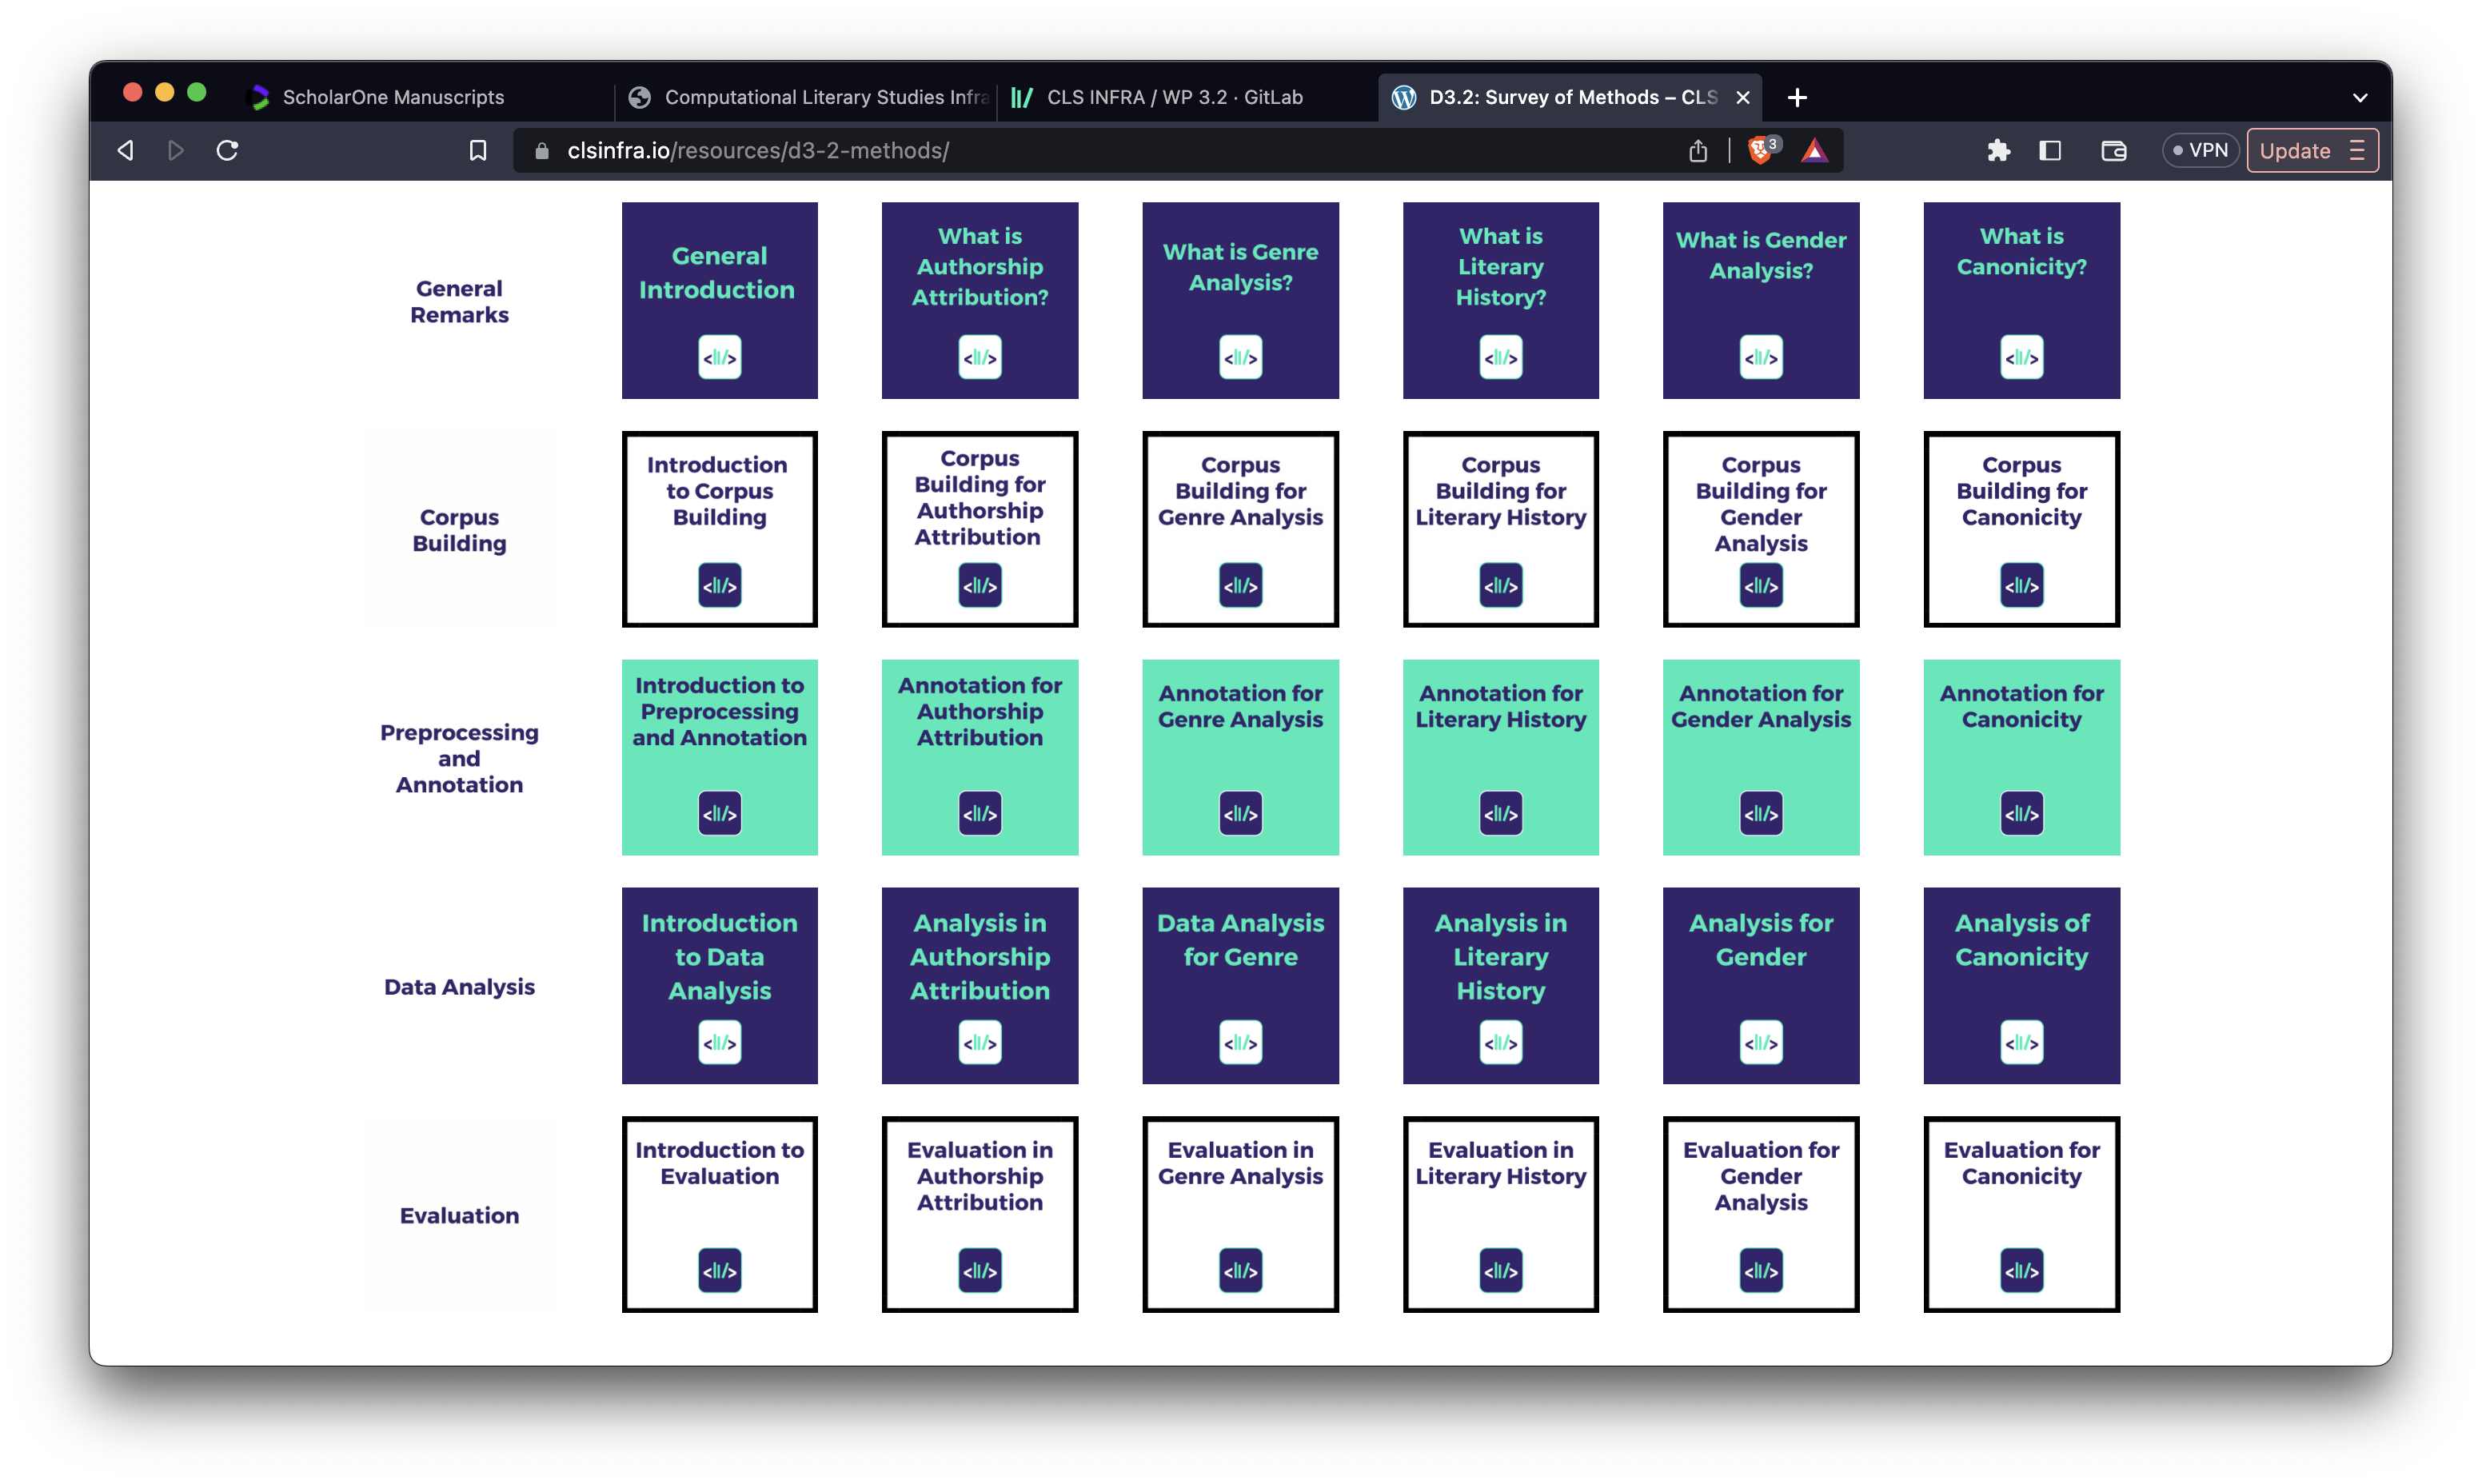 ScholarOne Manuscripts
Computational Literary Studies Infra
CLS INFRA / WP 3.2 · GitLab
D3.2: Survey of Methods – CLS
clsinfra.io/resources/d3-2-methods/
3
VPN
Update
General
Remarks
General
Introduction
</>
What is
Authorship
Attribution?
</>
What is Genre
Analysis?
</>
What is
Literary
History?
</>
What is Gender
Analysis?
</>
What is
Canonicity?
</>
Corpus
Building
Introduction
to Corpus
Building
</>
Corpus
Building for
Authorship
Attribution
</>
Corpus
Building for
Genre Analysis
</>
Corpus
Building for
Literary History
</>
Corpus
Building for
Gender
Analysis
</>
Corpus
Building for
Canonicity
</>
Preprocessing
and
Annotation
Introduction to
Preprocessing
and Annotation
</>
Annotation for
Authorship
Attribution
</>
Annotation for
Genre Analysis
</>
Annotation for
Literary History
</>
Annotation for
Gender Analysis
</>
Annotation for
Canonicity
</>
Data Analysis
Introduction
to Data
Analysis
</>
Analysis in
Authorship
Attribution
</>
Data Analysis
for Genre
</>
Analysis in
Literary
History
</>
Analysis for
Gender
</>
Analysis of
Canonicity
</>
Evaluation
Introduction to
Evaluation
</>
Evaluation in
Authorship
Attribution
</>
Evaluation in
Genre Analysis
</>
Evaluation in
Literary History
</>
Evaluation for
Gender
Analysis
</>
Evaluation for
Canonicity
</>